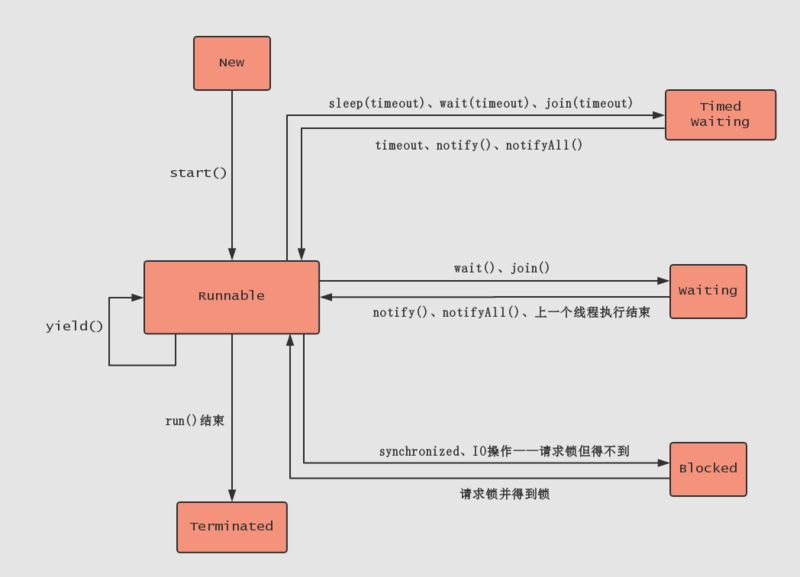 New
sleep(timeout)、wait(timeout)、join(timeout)
Timed
Waiting
timeout、notify()、notifyAll()
start()
wait()、join()
Runnable
Waiting
notify()、notifyAll()、上一个线程执行结束
yield()
run()结束
synchronized、IO操作——请求锁但得不到
Blocked
请求锁并得到锁
Terminated